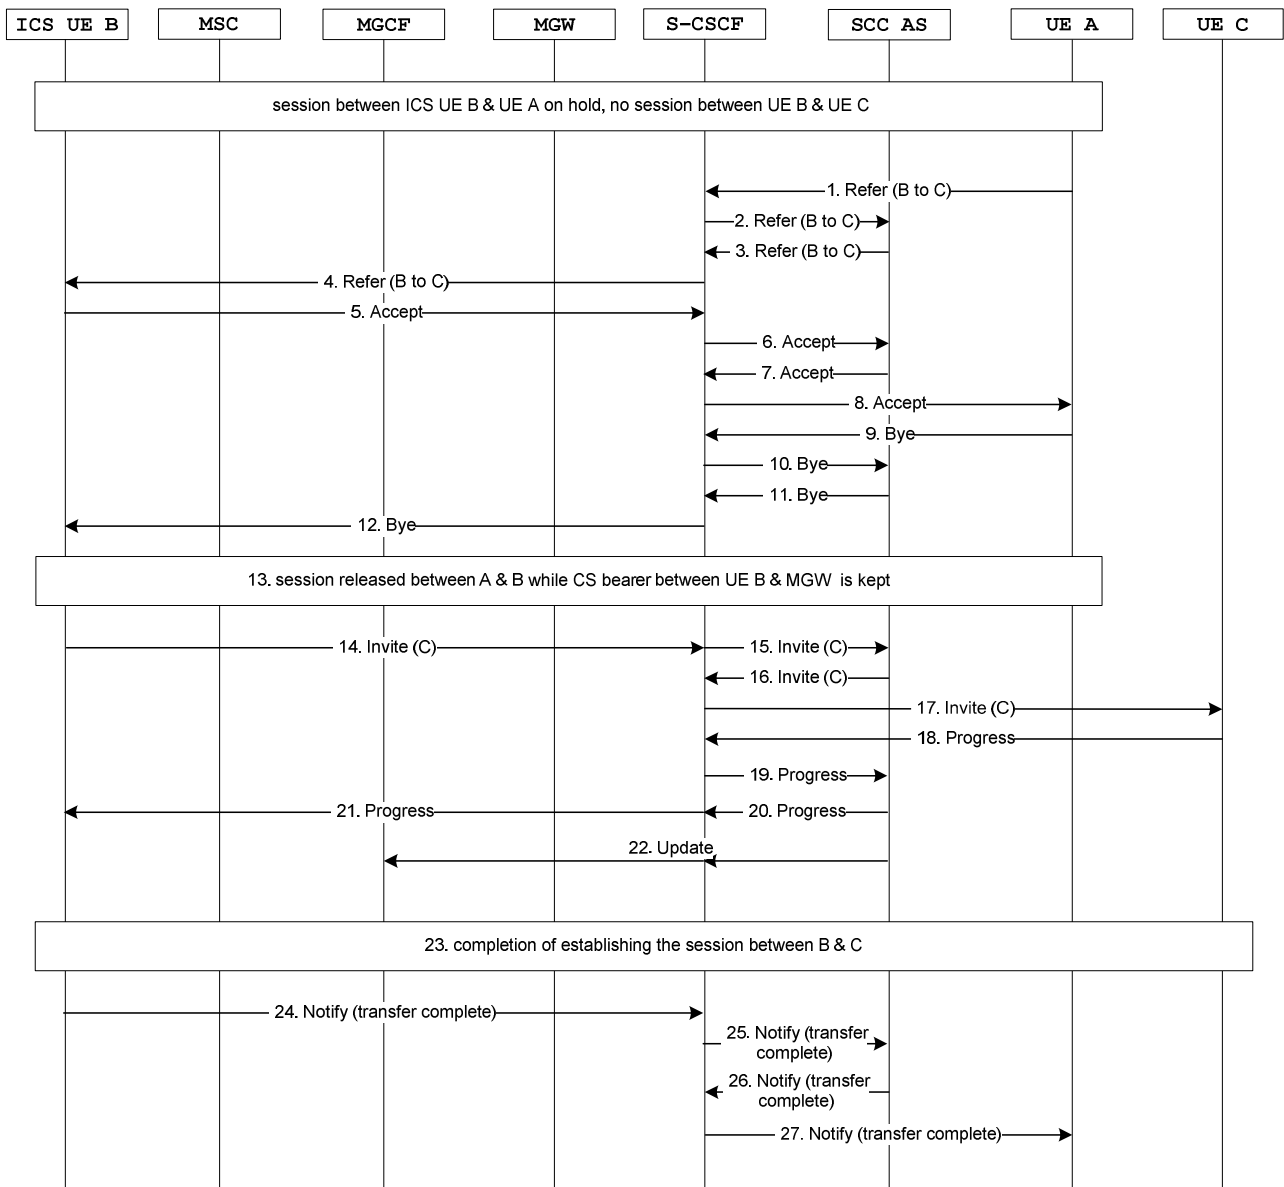 ICS UE B
MSC
MGCF
MGW
S-CSCF
SCC AS
UE A
UE C
session between ICS UE B & UE A on hold, no session between UE B & UE C
1. Refer (B to C)
2. Refer (B to C)
3. Refer (B to C)
4. Refer (B to C)
5. Accept
6. Accept
7. Accept
8. Accept
9. Bye
10. Bye
11. Bye
12. Bye
13. session released between A & B while CS bearer between UE B & MGW is kept
14. Invite (C)
15. Invite (C)
16. Invite (C)
17. Invite (C)
18. Progress
19. Progress
21. Progress
20. Progress
22. Update
23. completion of establishing the session between B & C
24. Notify (transfer complete)
25. Notify (transfer
complete)
26. Notify (transfer
complete)
27. Notify (transfer complete)